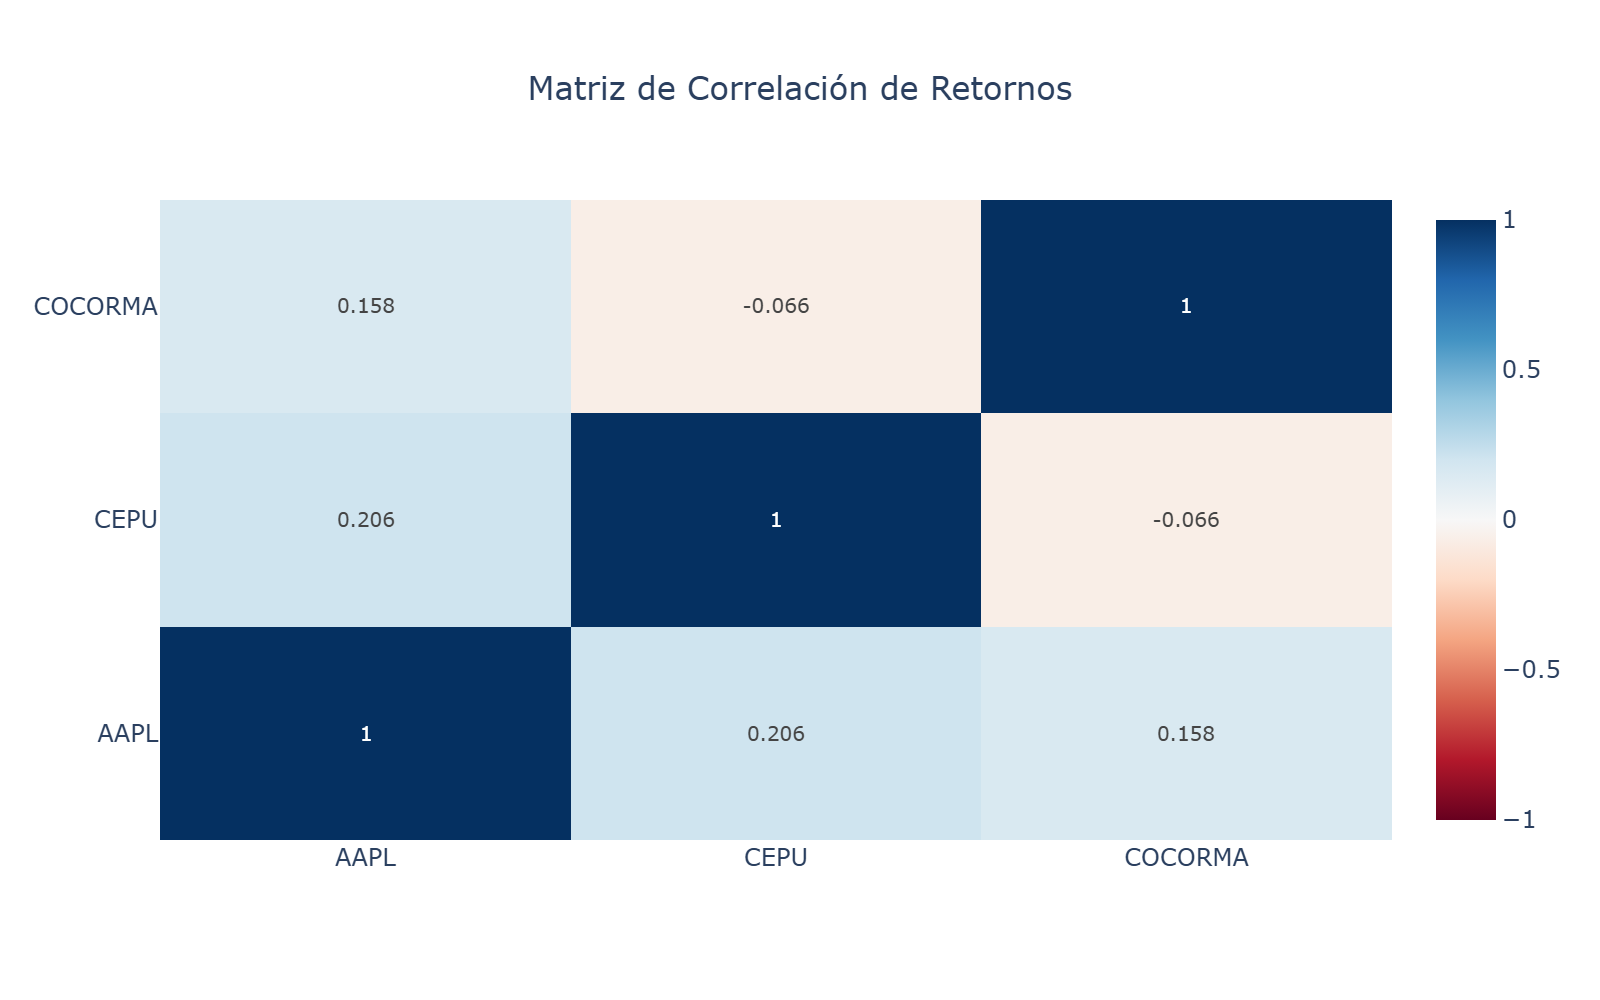 Matriz de Correlación de Retornos
COCORMA 0.158 -0.066 1
CEPU 0.206 1 -0.066
AAPL 1 0.206 0.158
AAPL CEPU COCORMA
1
0.5
0
−0.5
−1